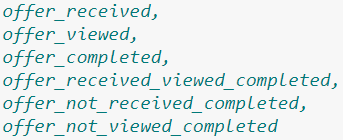 offer_received,
offer_viewed,
offer_completed,
offer_received_viewed_completed,
offer_not_received_completed,
offer_not_viewed_completed